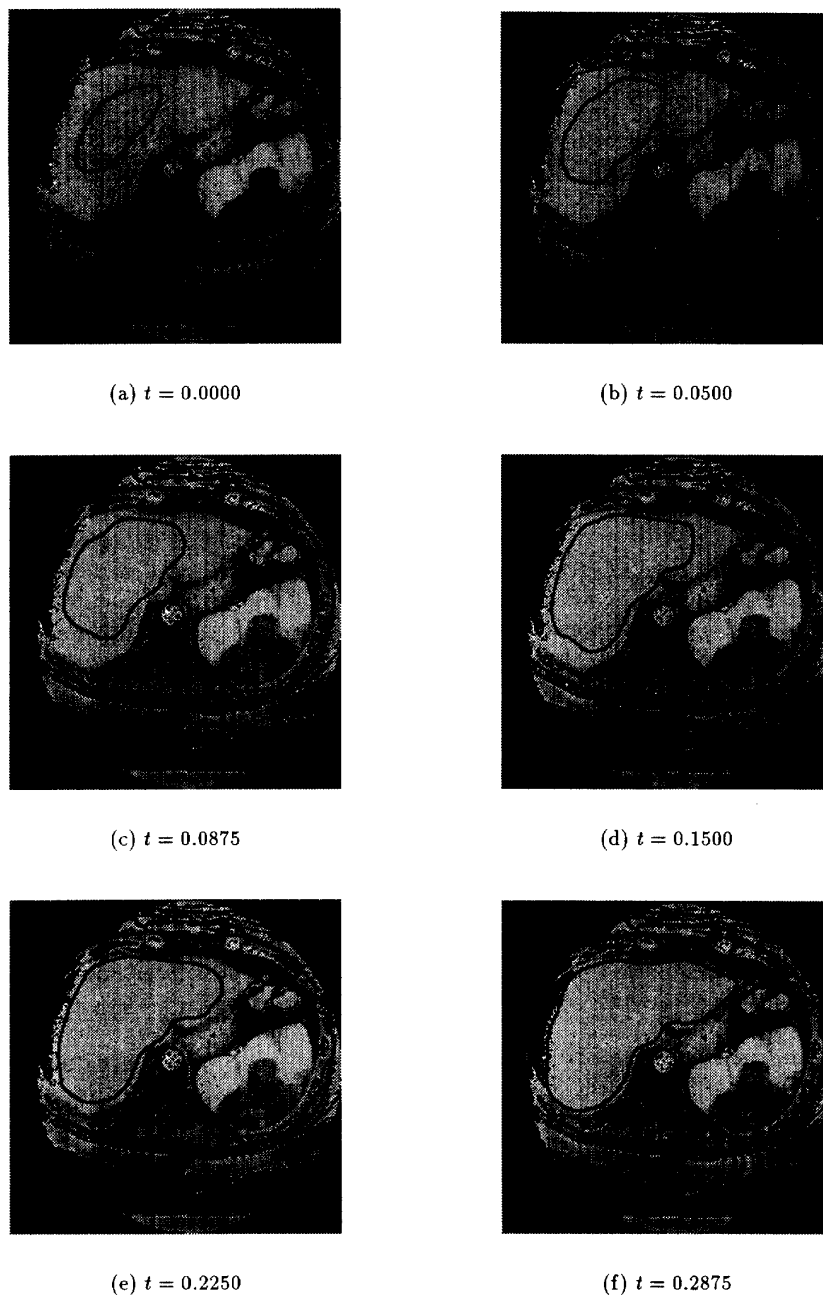 (a) t = 0.0000
(b) t = 0.0500
(c) t = 0.0875
(d) t = 0.1500
(e) t = 0.2250
(f) t = 0.2875